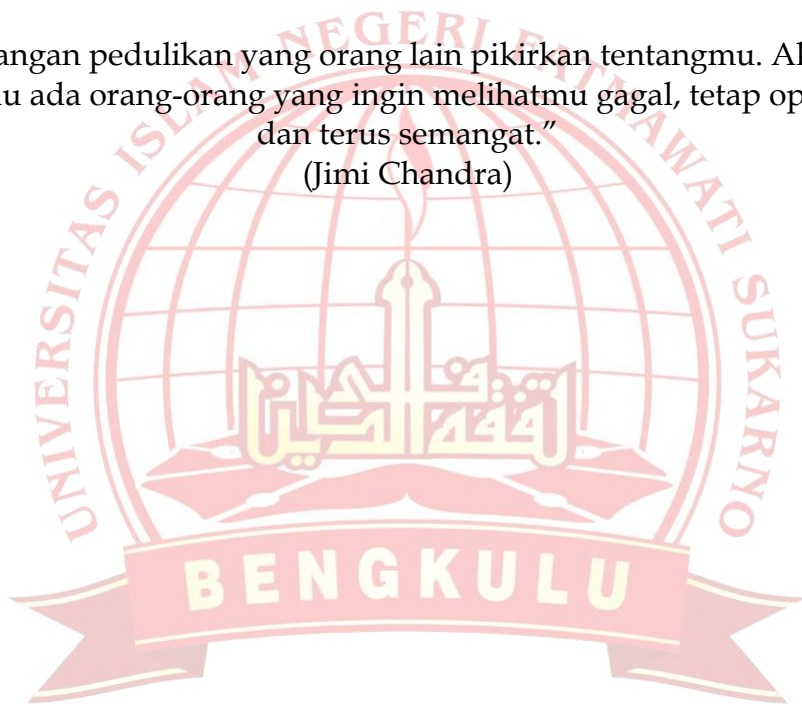 angan pedulikan yang orang lain pikirkan tentangmu. Ak
u ada orang-orang yang ingin melihatmu gagal, tetap op
dan terus semangat.”
(Jimi Chandra)
UNIVERSITAS ISLAM NEGERI FATMAWATI SUKARNO
BENGKULU